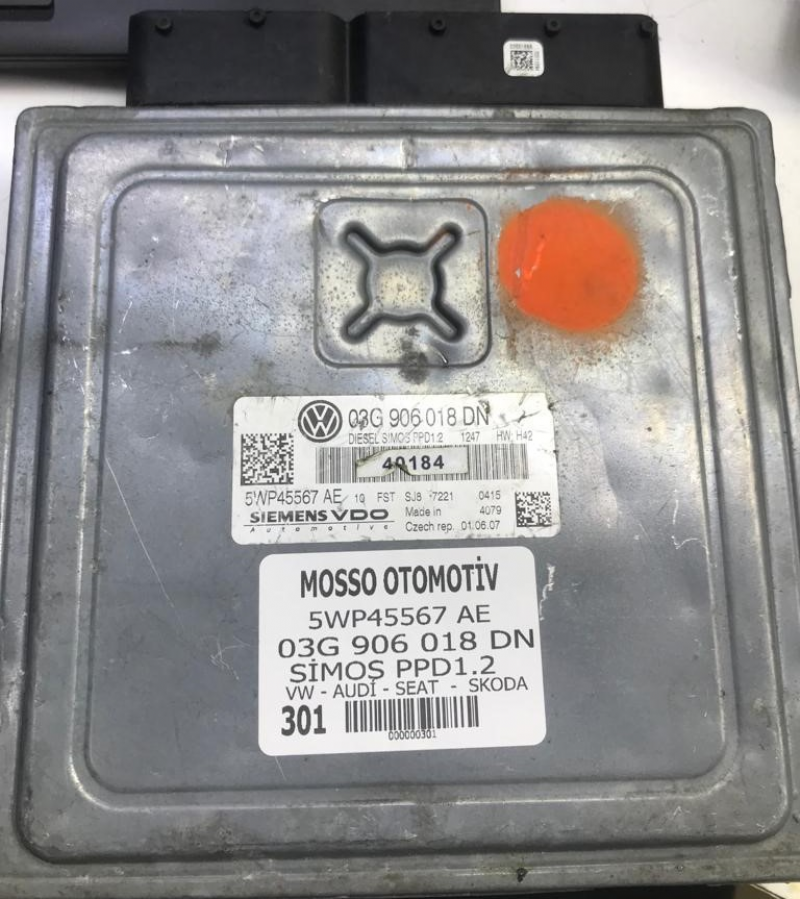 03G 906 018 DN
DIESEL SIMOS PPD1.2 1247 HW: H42
40184
5WP45567 AE 10 FST SJ8 7221 0415
SIEMENS VDO Made in 4079
Automotive Czech rep. 01.06.07
MOSSO OTOMOTİV
5WP45567 AE
03G 906 018 DN
SİMOS PPD1.2
VW - AUDİ - SEAT - SKODA
301
000000301